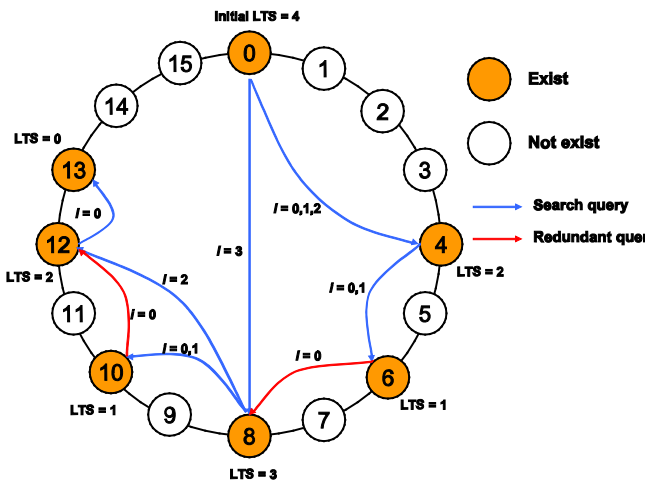 Initial LTS = 4
0
15
1
14
2
Exist
Not exist
LTS = 0
13
3
Search query
Redundant que
l = 0
l = 0,1,2
12
4
LTS = 2
LTS = 2
l = 3
l = 2
l = 0,1
11
5
l = 0
l = 0,1
l = 0
10
6
LTS = 1
LTS = 1
9
7
8
LTS = 3